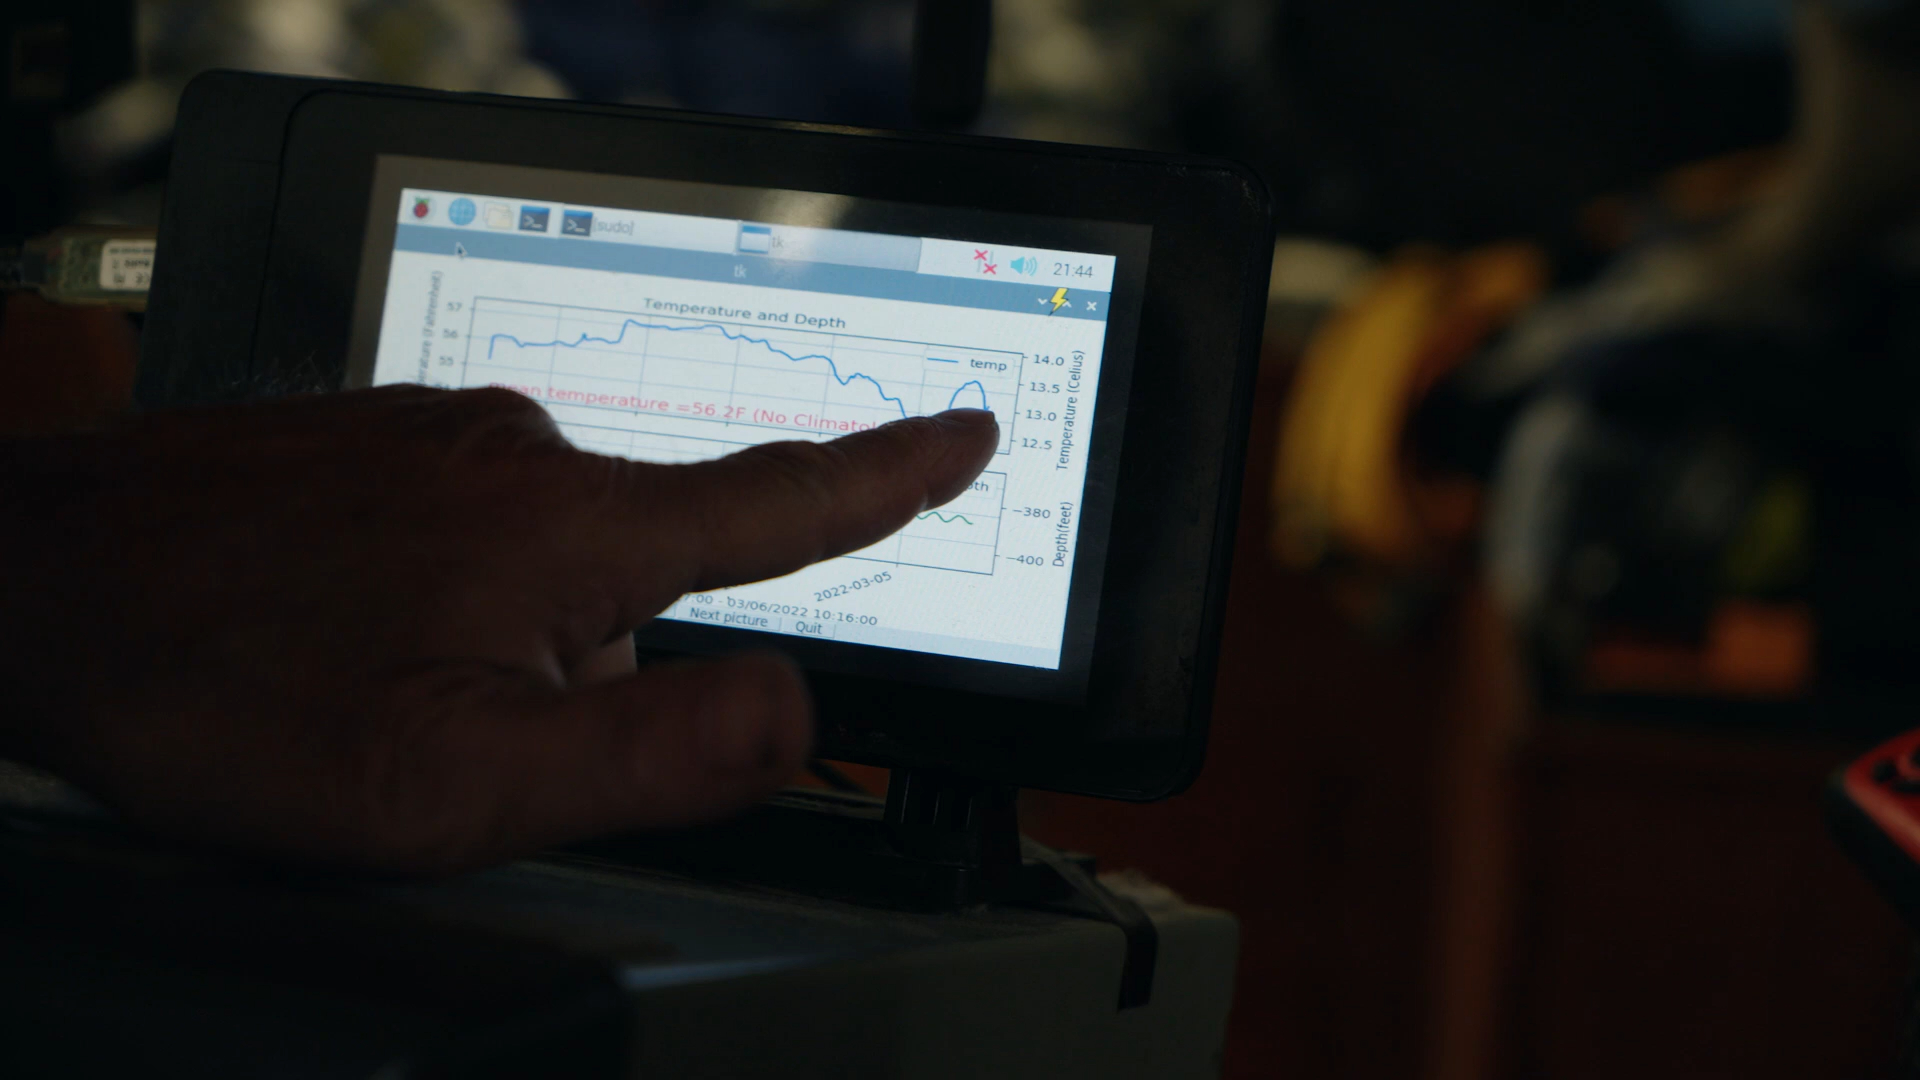 [sudo]
tk
21:44
tk
Temperature and Depth
57
56
55
temp
14.0
13.5
13.0
12.5
Temperature (Celius)
mean temperature =56.2F (No Climatol
-380
-400
Depth(feet)
2022-03-05
:00 - 03/06/2022 10:16:00
Next picture
Quit